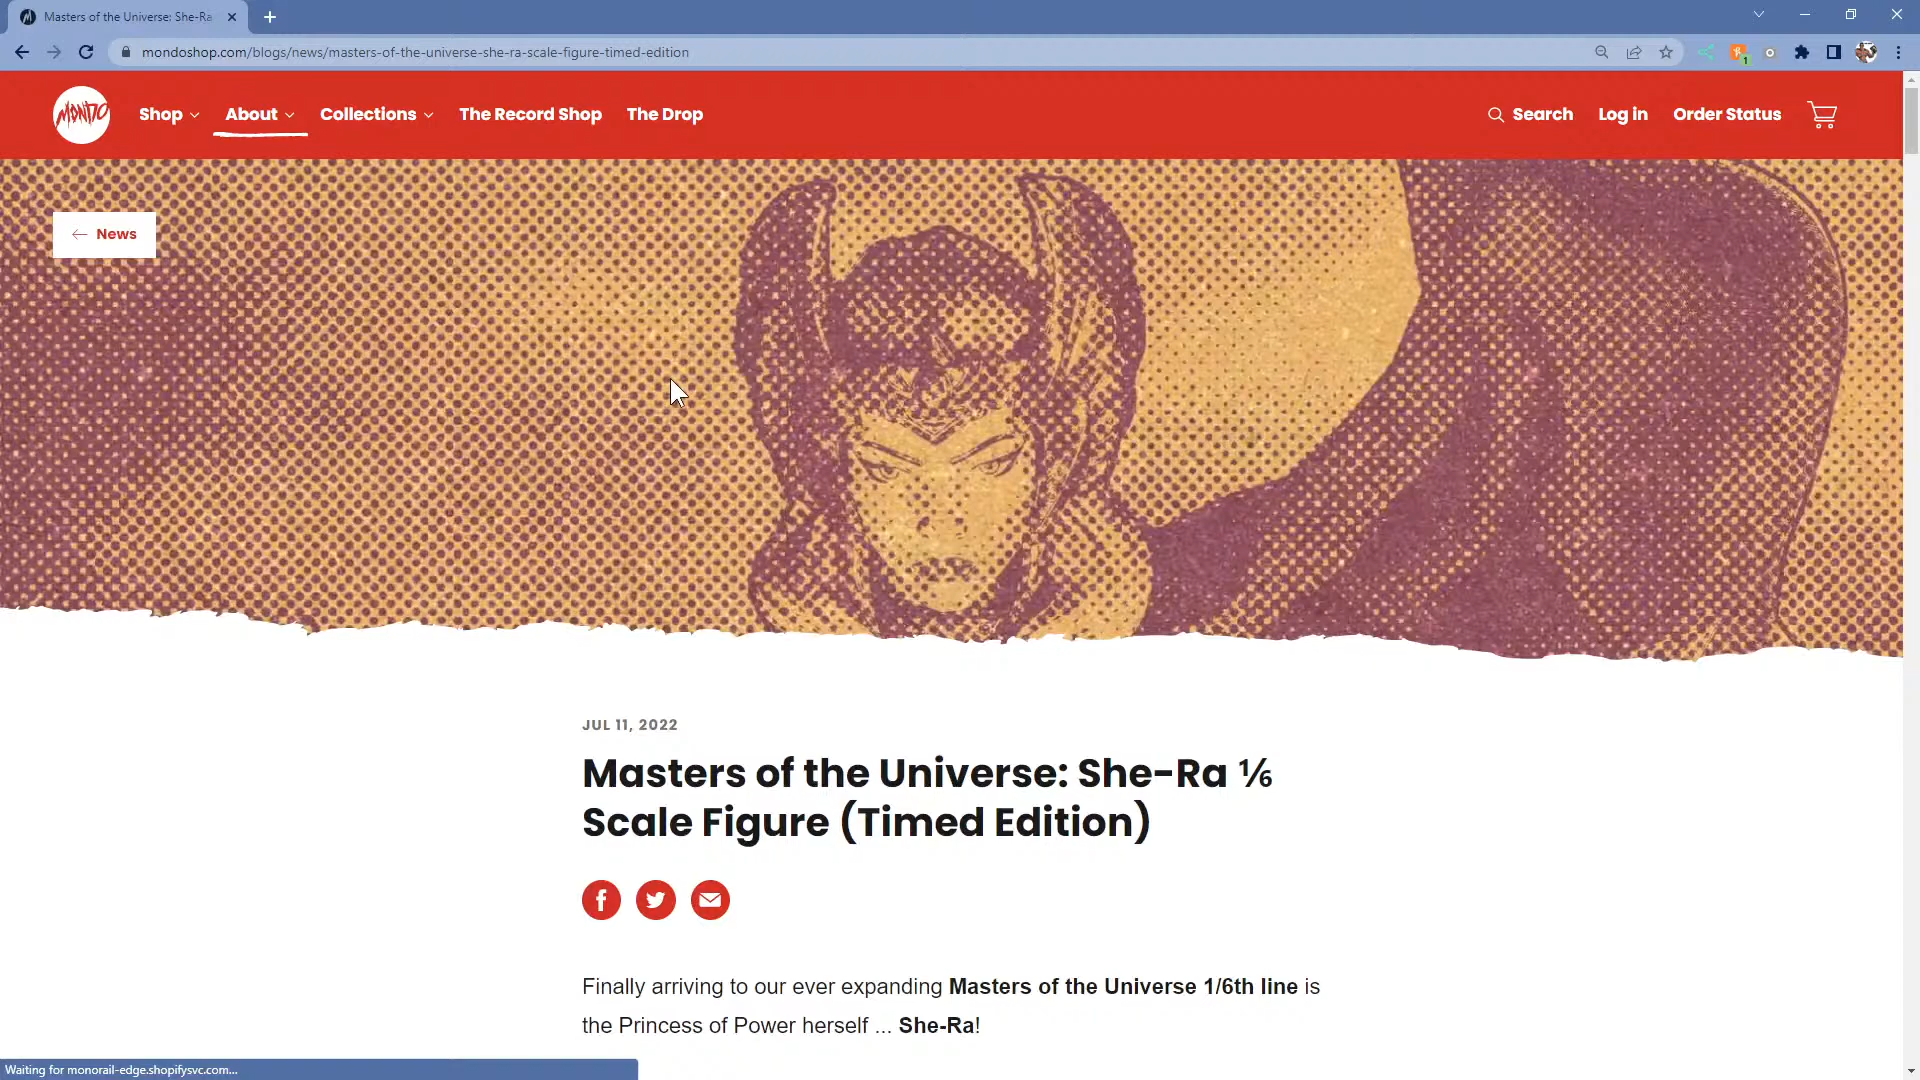 Masters of the Universe: She-Ra
mondoshop.com/blogs/news/masters-of-the-universe-she-ra-scale-figure-timed-edition
1
MONDO
Shop
About
Collections
The Record Shop
The Drop
Search
Log in
Order Status
← News
JUL 11, 2022
Masters of the Universe: She-Ra ⅙
Scale Figure (Timed Edition)
Finally arriving to our ever expanding Masters of the Universe 1/6th line is
the Princess of Power herself ... She-Ra!
Waiting for monorail-edge.shopifysvc.com...